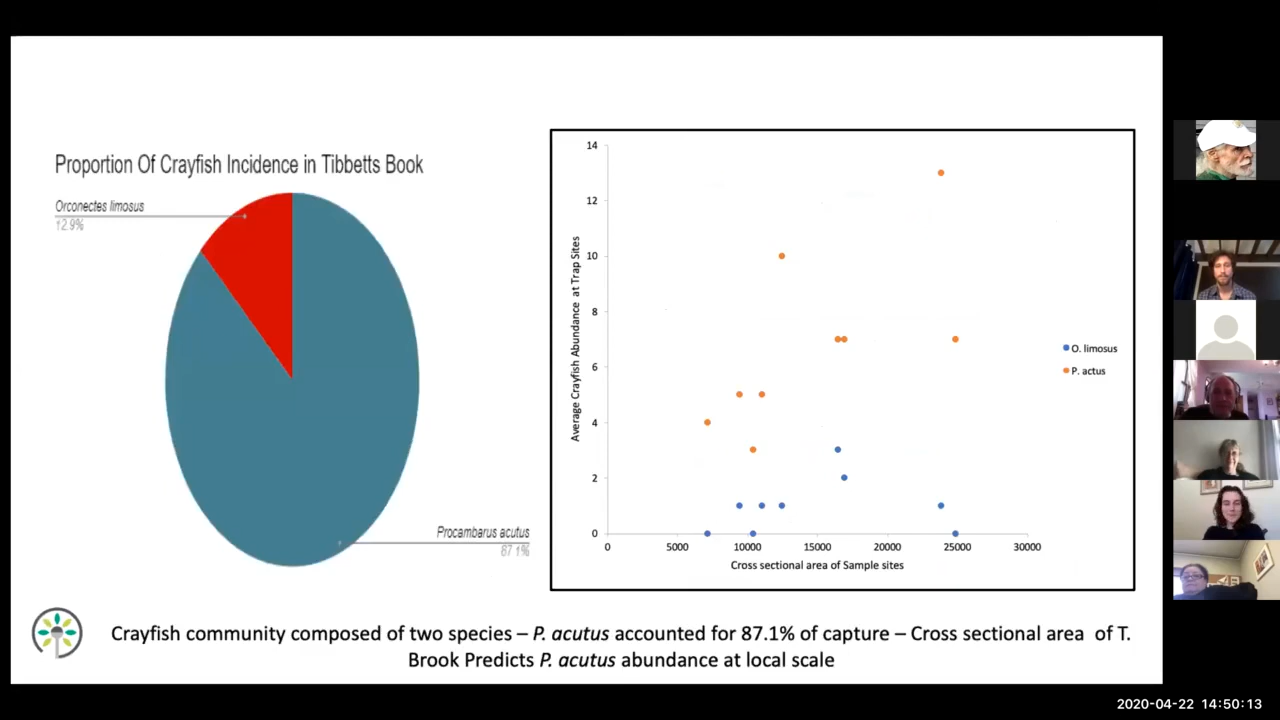 Proportion Of Crayfish Incidence in Tibbetts Book
Orconectes limosus
12.9%
Procambarus acutus
87.1%
14
12
10
8
6
4
2
0
Average Crayfish Abundance at Trap Sites
0 5000 10000 15000 20000 25000 30000
Cross sectional area of Sample sites
O. limosus
P. actus
Crayfish community composed of two species – P. acutus accounted for 87.1% of capture – Cross sectional area of T.
Brook Predicts P. acutus abundance at local scale
2020-04-22 14:50:13